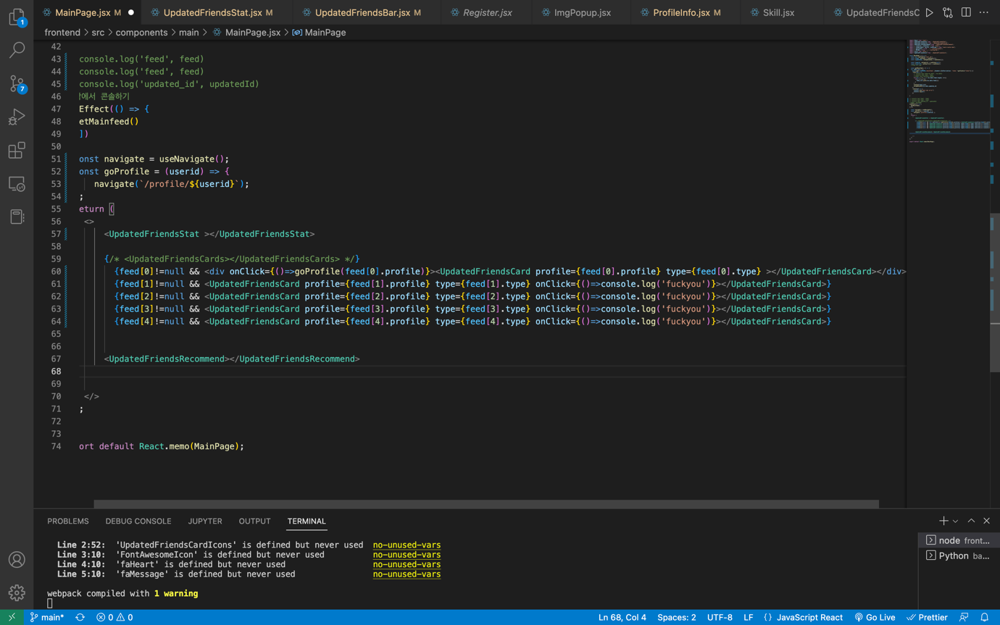 MainPage.jsx M
UpdatedFriendsStat.jsx M
UpdatedFriendsBar.jsx M
Register.jsx
ImgPopup.jsx
ProfileInfo.jsx M
Skill.jsx
UpdatedFriendsC
1
7
frontend > src > components > main > MainPage.jsx > MainPage
42
43 console.log('feed', feed)
44 console.log('feed', feed)
45 console.log('updated_id', updatedId)
46 에서 콘솔하기
47 Effect(() => {
48 etMainfeed()
49 ])
50
51 onst navigate = useNavigate();
52 onst goProfile = (userid) => {
53 navigate(`/profile/${userid}`);
54 ;
55 eturn (
56 <>
57 <UpdatedFriendsStat ></UpdatedFriendsStat>
58
59 {/* <UpdatedFriendsCards></UpdatedFriendsCards> */}
60 {feed[0]!=null && <div onClick={()=>goProfile(feed[0].profile)}><UpdatedFriendsCard profile={feed[0].profile} type={feed[0].type} ></UpdatedFriendsCard></div>
61 {feed[1]!=null && <UpdatedFriendsCard profile={feed[1].profile} type={feed[1].type} onClick={()=>console.log('fuckyou')}></UpdatedFriendsCard>}
62 {feed[2]!=null && <UpdatedFriendsCard profile={feed[2].profile} type={feed[2].type} onClick={()=>console.log('fuckyou')}></UpdatedFriendsCard>}
63 {feed[3]!=null && <UpdatedFriendsCard profile={feed[3].profile} type={feed[3].type} onClick={()=>console.log('fuckyou')}></UpdatedFriendsCard>}
64 {feed[4]!=null && <UpdatedFriendsCard profile={feed[4].profile} type={feed[4].type} onClick={()=>console.log('fuckyou')}></UpdatedFriendsCard>}
65
66
67 <UpdatedFriendsRecommend></UpdatedFriendsRecommend>
68
69
70 </>
71 ;
72
73
74 ort default React.memo(MainPage);
PROBLEMS DEBUG CONSOLE JUPYTER OUTPUT TERMINAL
Line 2:52: 'UpdatedFriendsCardIcons' is defined but never used no-unused-vars
Line 3:10: 'FontAwesomeIcon' is defined but never used no-unused-vars
Line 4:10: 'faHeart' is defined but never used no-unused-vars
Line 5:10: 'faMessage' is defined but never used no-unused-vars
webpack compiled with 1 warning
node front...
Python ba...
main* 0 0 Ln 68, Col 4 Spaces: 2 UTF-8 LF {} JavaScript React Go Live Prettier